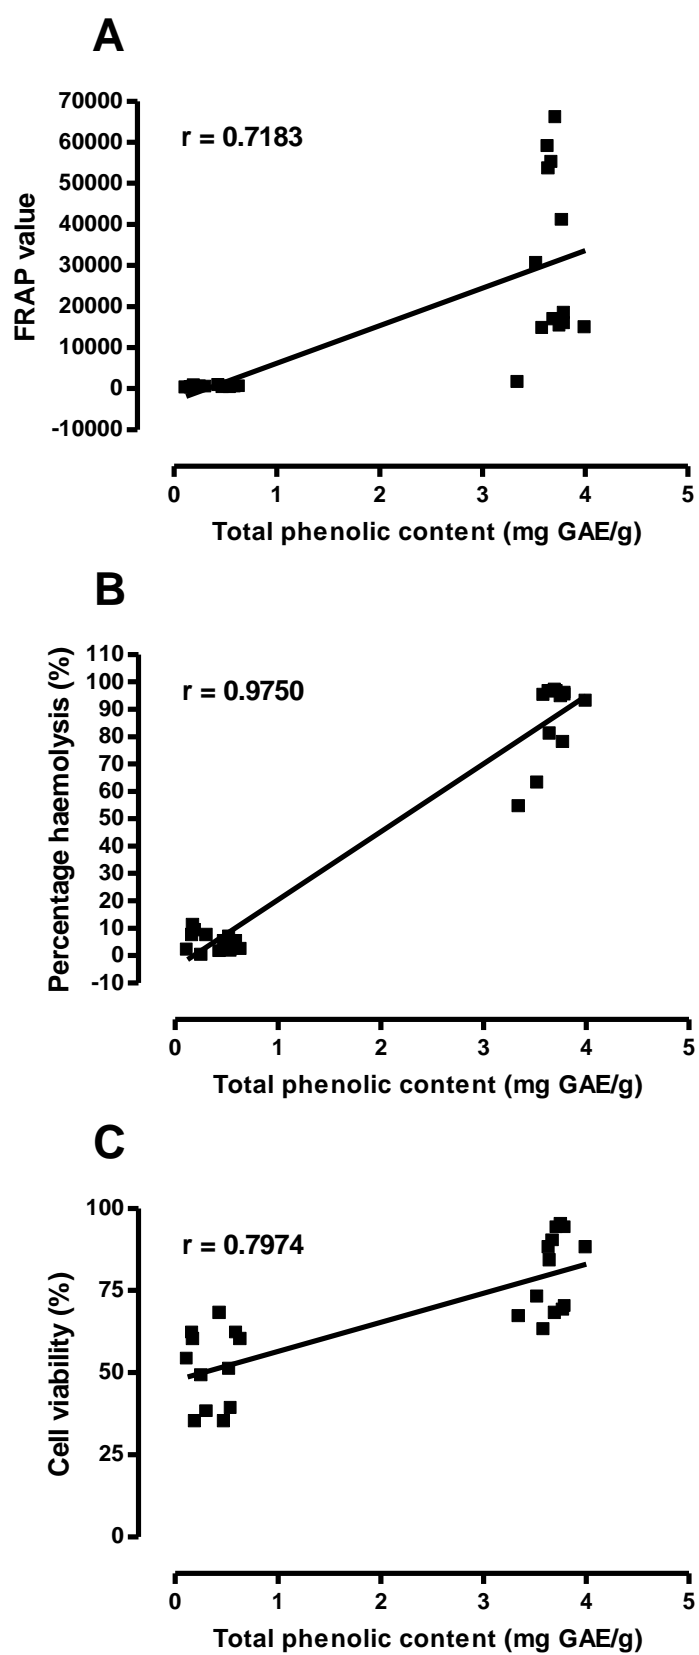 A
70000
60000
50000
40000
30000
20000
10000
0
-10000
FRAP value
r = 0.7183
0 1 2 3 4 5
Total phenolic content (mg GAE/g)
B
110
100
90
80
70
60
50
40
30
20
10
0
-10
Percentage haemolysis (%)
r = 0.9750
0 1 2 3 4 5
Total phenolic content (mg GAE/g)
C
100
75
50
25
0
Cell viability (%)
r = 0.7974
0 1 2 3 4 5
Total phenolic content (mg GAE/g)